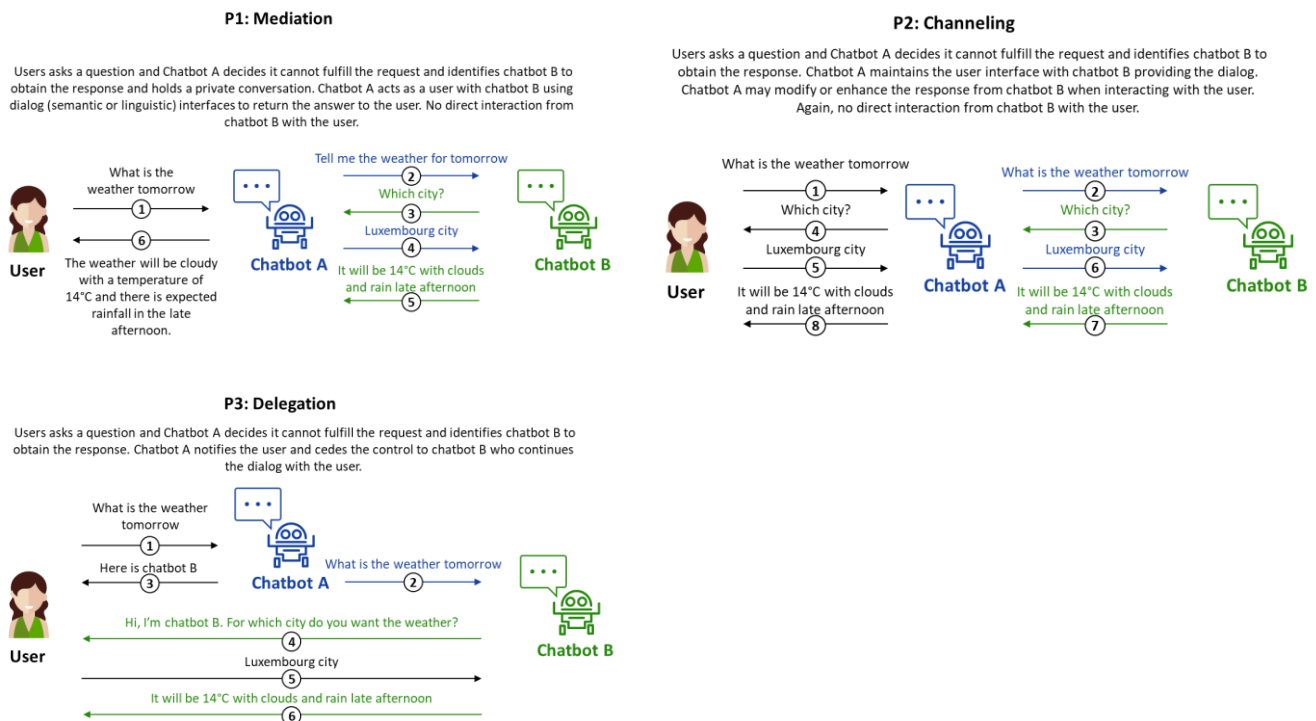 P1: Mediation
Users asks a question and Chatbot A decides it cannot fulfill the request and identifies chatbot B to
obtain the response and holds a private conversation. Chatbot A acts as a user with chatbot B using
dialog (semantic or linguistic) interfaces to return the answer to the user. No direct interaction from
chatbot B with the user.
What is the
weather tomorrow
1
6
The weather will be cloudy
with a temperature of
14°C and there is expected
rainfall in the late
afternoon.
User
Chatbot A
Tell me the weather for tomorrow
2
Which city?
3
Luxembourg city
4
It will be 14°C with clouds
and rain late afternoon
5
Chatbot B
P2: Channeling
Users asks a question and Chatbot A decides it cannot fulfill the request and identifies chatbot B to
obtain the response. Chatbot A maintains the user interface with chatbot B providing the dialog.
Chatbot A may modify or enhance the response from chatbot B when interacting with the user.
Again, no direct interaction from chatbot B with the user.
What is the weather tomorrow
1
Which city?
4
Luxembourg city
5
It will be 14°C with clouds
and rain late afternoon
8
User
Chatbot A
What is the weather tomorrow
2
Which city?
3
Luxembourg city
6
It will be 14°C with clouds
and rain late afternoon
7
Chatbot B
P3: Delegation
Users asks a question and Chatbot A decides it cannot fulfill the request and identifies chatbot B to
obtain the response. Chatbot A notifies the user and cedes the control to chatbot B who continues
the dialog with the user.
What is the weather
tomorrow
1
Here is chatbot B
3
Chatbot A
What is the weather tomorrow
2
Hi, I'm chatbot B. For which city do you want the weather?
4
Luxembourg city
5
It will be 14°C with clouds and rain late afternoon
6
User
Chatbot B